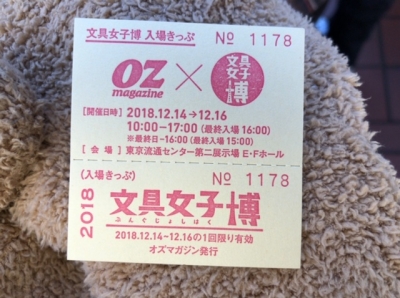 文具女子博 入場きっぷ № 1178
OZ magazine × 文具女子博
[開催日時] 2018.12.14→12.16
10:00-17:00 (最終入場 16:00)
※最終日~16:00 (最終入場 15:00)
[会場] 東京流通センター第二展示場 E・Fホール
(入場きっぷ) № 1178
2018 文具女子博
ぶんぐじょしはく
2018.12.14-12.16の1回限り有効
オズマガジン発行